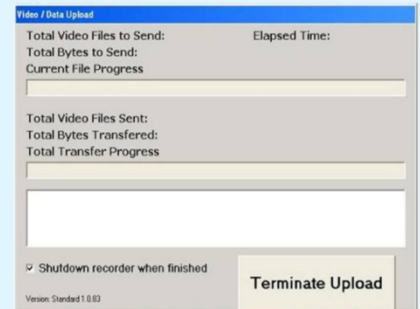 Video / Data Upload
Total Video Files to Send: Elapsed Time:
Total Bytes to Send:
Current File Progress
Total Video Files Sent:
Total Bytes Transfered:
Total Transfer Progress
Shutdown recorder when finished
Terminate Upload
Version: Standard 1.0.83